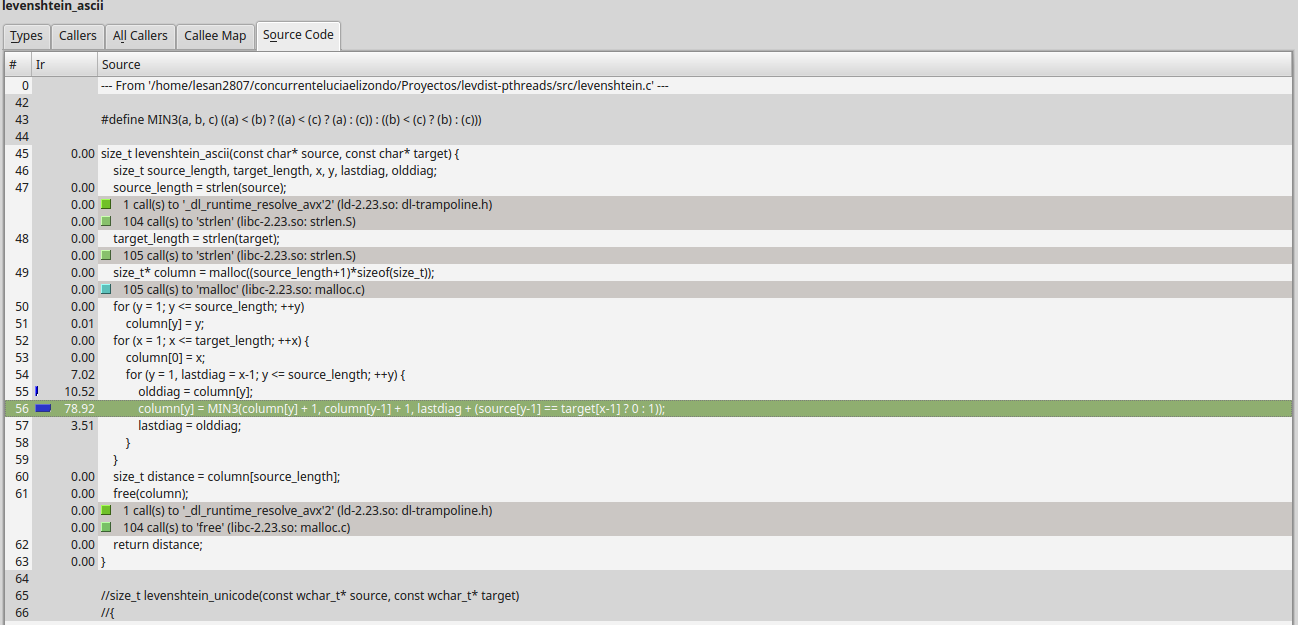 levenshtein_ascii
Types Callers All Callers Callee Map Source Code
# Ir Source
0 --- From '/home/lesan2807/concurrenteluciaelizondo/Proyectos/levdist-pthreads/src/levenshtein.c' ---
42
43 #define MIN3(a, b, c) ((a) < (b) ? ((a) < (c) ? (a) : (c)) : ((b) < (c) ? (b) : (c)))
44
45 0.00 size_t levenshtein_ascii(const char* source, const char* target) {
46 size_t source_length, target_length, x, y, lastdiag, olddiag;
47 0.00 source_length = strlen(source);
0.00 1 call(s) to '_dl_runtime_resolve_avx'2' (ld-2.23.so: dl-trampoline.h)
0.00 104 call(s) to 'strlen' (libc-2.23.so: strlen.S)
48 0.00 target_length = strlen(target);
0.00 105 call(s) to 'strlen' (libc-2.23.so: strlen.S)
49 0.00 size_t* column = malloc((source_length+1)*sizeof(size_t));
0.00 105 call(s) to 'malloc' (libc-2.23.so: malloc.c)
50 0.00 for (y = 1; y <= source_length; ++y)
51 0.01 column[y] = y;
52 0.00 for (x = 1; x <= target_length; ++x) {
53 0.00 column[0] = x;
54 7.02 for (y = 1, lastdiag = x-1; y <= source_length; ++y) {
55 10.52 olddiag = column[y];
56 78.92 column[y] = MIN3(column[y] + 1, column[y-1] + 1, lastdiag + (source[y-1] == target[x-1] ? 0 : 1));
57 3.51 lastdiag = olddiag;
58 }
59 }
60 0.00 size_t distance = column[source_length];
61 0.00 free(column);
0.00 1 call(s) to '_dl_runtime_resolve_avx'2' (ld-2.23.so: dl-trampoline.h)
0.00 104 call(s) to 'free' (libc-2.23.so: malloc.c)
62 0.00 return distance;
63 0.00 }
64
65 //size_t levenshtein_unicode(const wchar_t* source, const wchar_t* target)
66 //{